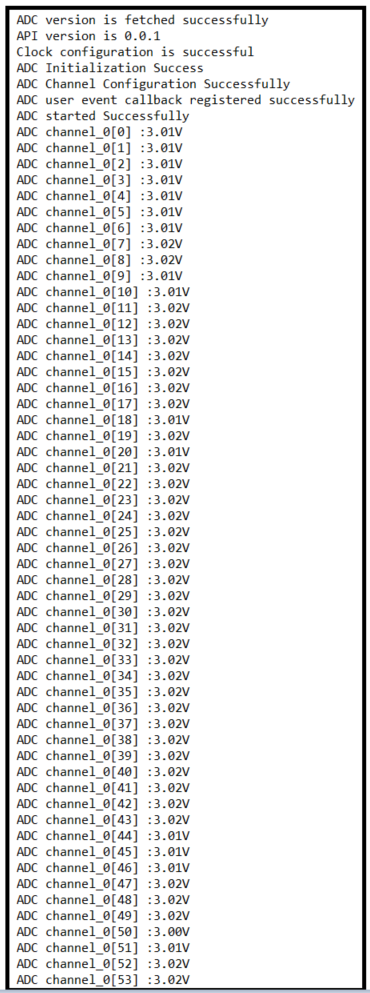 ADC version is fetched successfully
API version is 0.0.1
Clock configuration is successful
ADC Initialization Success
ADC Channel Configuration Successfully
ADC user event callback registered successfully
ADC started Successfully
ADC channel_0[0] :3.01V
ADC channel_0[1] :3.01V
ADC channel_0[2] :3.01V
ADC channel_0[3] :3.01V
ADC channel_0[4] :3.01V
ADC channel_0[5] :3.01V
ADC channel_0[6] :3.01V
ADC channel_0[7] :3.02V
ADC channel_0[8] :3.02V
ADC channel_0[9] :3.01V
ADC channel_0[10] :3.01V
ADC channel_0[11] :3.02V
ADC channel_0[12] :3.02V
ADC channel_0[13] :3.02V
ADC channel_0[14] :3.02V
ADC channel_0[15] :3.02V
ADC channel_0[16] :3.02V
ADC channel_0[17] :3.02V
ADC channel_0[18] :3.01V
ADC channel_0[19] :3.02V
ADC channel_0[20] :3.01V
ADC channel_0[21] :3.02V
ADC channel_0[22] :3.02V
ADC channel_0[23] :3.02V
ADC channel_0[24] :3.02V
ADC channel_0[25] :3.02V
ADC channel_0[26] :3.02V
ADC channel_0[27] :3.02V
ADC channel_0[28] :3.02V
ADC channel_0[29] :3.02V
ADC channel_0[30] :3.02V
ADC channel_0[31] :3.02V
ADC channel_0[32] :3.02V
ADC channel_0[33] :3.02V
ADC channel_0[34] :3.02V
ADC channel_0[35] :3.02V
ADC channel_0[36] :3.02V
ADC channel_0[37] :3.02V
ADC channel_0[38] :3.02V
ADC channel_0[39] :3.02V
ADC channel_0[40] :3.02V
ADC channel_0[41] :3.02V
ADC channel_0[42] :3.02V
ADC channel_0[43] :3.02V
ADC channel_0[44] :3.01V
ADC channel_0[45] :3.01V
ADC channel_0[46] :3.01V
ADC channel_0[47] :3.02V
ADC channel_0[48] :3.02V
ADC channel_0[49] :3.02V
ADC channel_0[50] :3.00V
ADC channel_0[51] :3.01V
ADC channel_0[52] :3.02V
ADC channel_0[53] :3.02V